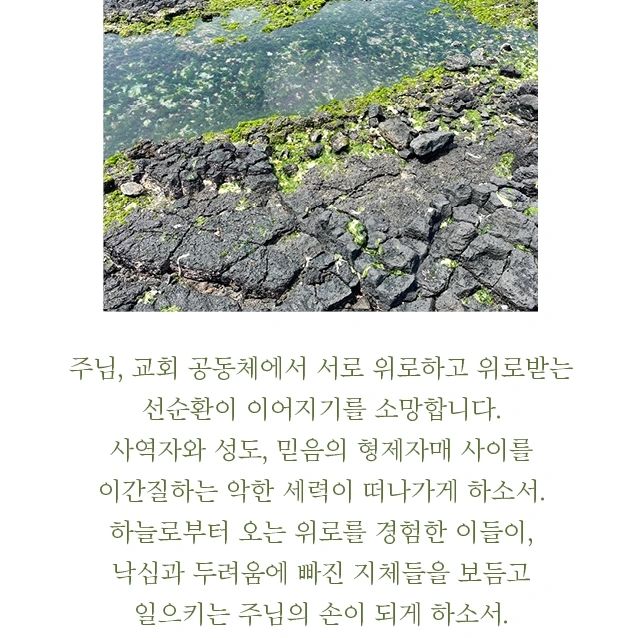 주님, 교회 공동체에서 서로 위로하고 위로받는
선순환이 이어지기를 소망합니다.
사역자와 성도, 믿음의 형제자매 사이를
이간질하는 악한 세력이 떠나가게 하소서.
하늘로부터 오는 위로를 경험한 이들이,
낙심과 두려움에 빠진 지체들을 보듬고
일으키는 주님의 손이 되게 하소서.